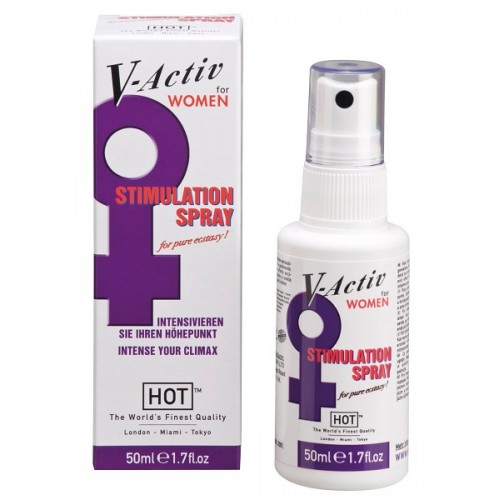 [HOT]
V-Activ
for
WOMEN
STIMULATION
SPRAY
for pure ecstasy!
INTENSIVIEREN
SIE IHREN HÖHEPUNKT
INTENSE YOUR CLIMAX
HOT™
The World's Finest Quality
London - Miami - Tokyo
50ml ℮ 1.7fl.oz
V-Activ
for
WOMEN
STIMULATION
SPRAY
for pure ecstasy!
HOT™
The World's Finest Quality
London - Miami - Tokyo
50ml ℮ 1.7fl.oz